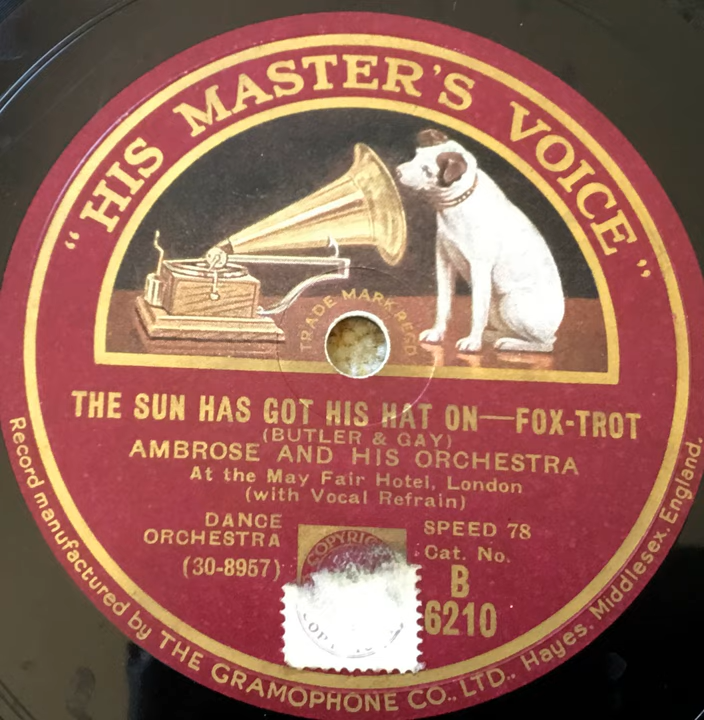 "HIS MASTER'S VOICE"
TRADE MARK REGD
THE SUN HAS GOT HIS HAT ON—FOX-TROT
(BUTLER & GAY)
AMBROSE AND HIS ORCHESTRA
At the May Fair Hotel, London
(with Vocal Refrain)
DANCE
ORCHESTRA
(30-8957)
SPEED 78
Cat. No.
B
6210
Record manufactured by THE GRAMOPHONE CO., LTD., Hayes, Middlesex, England.